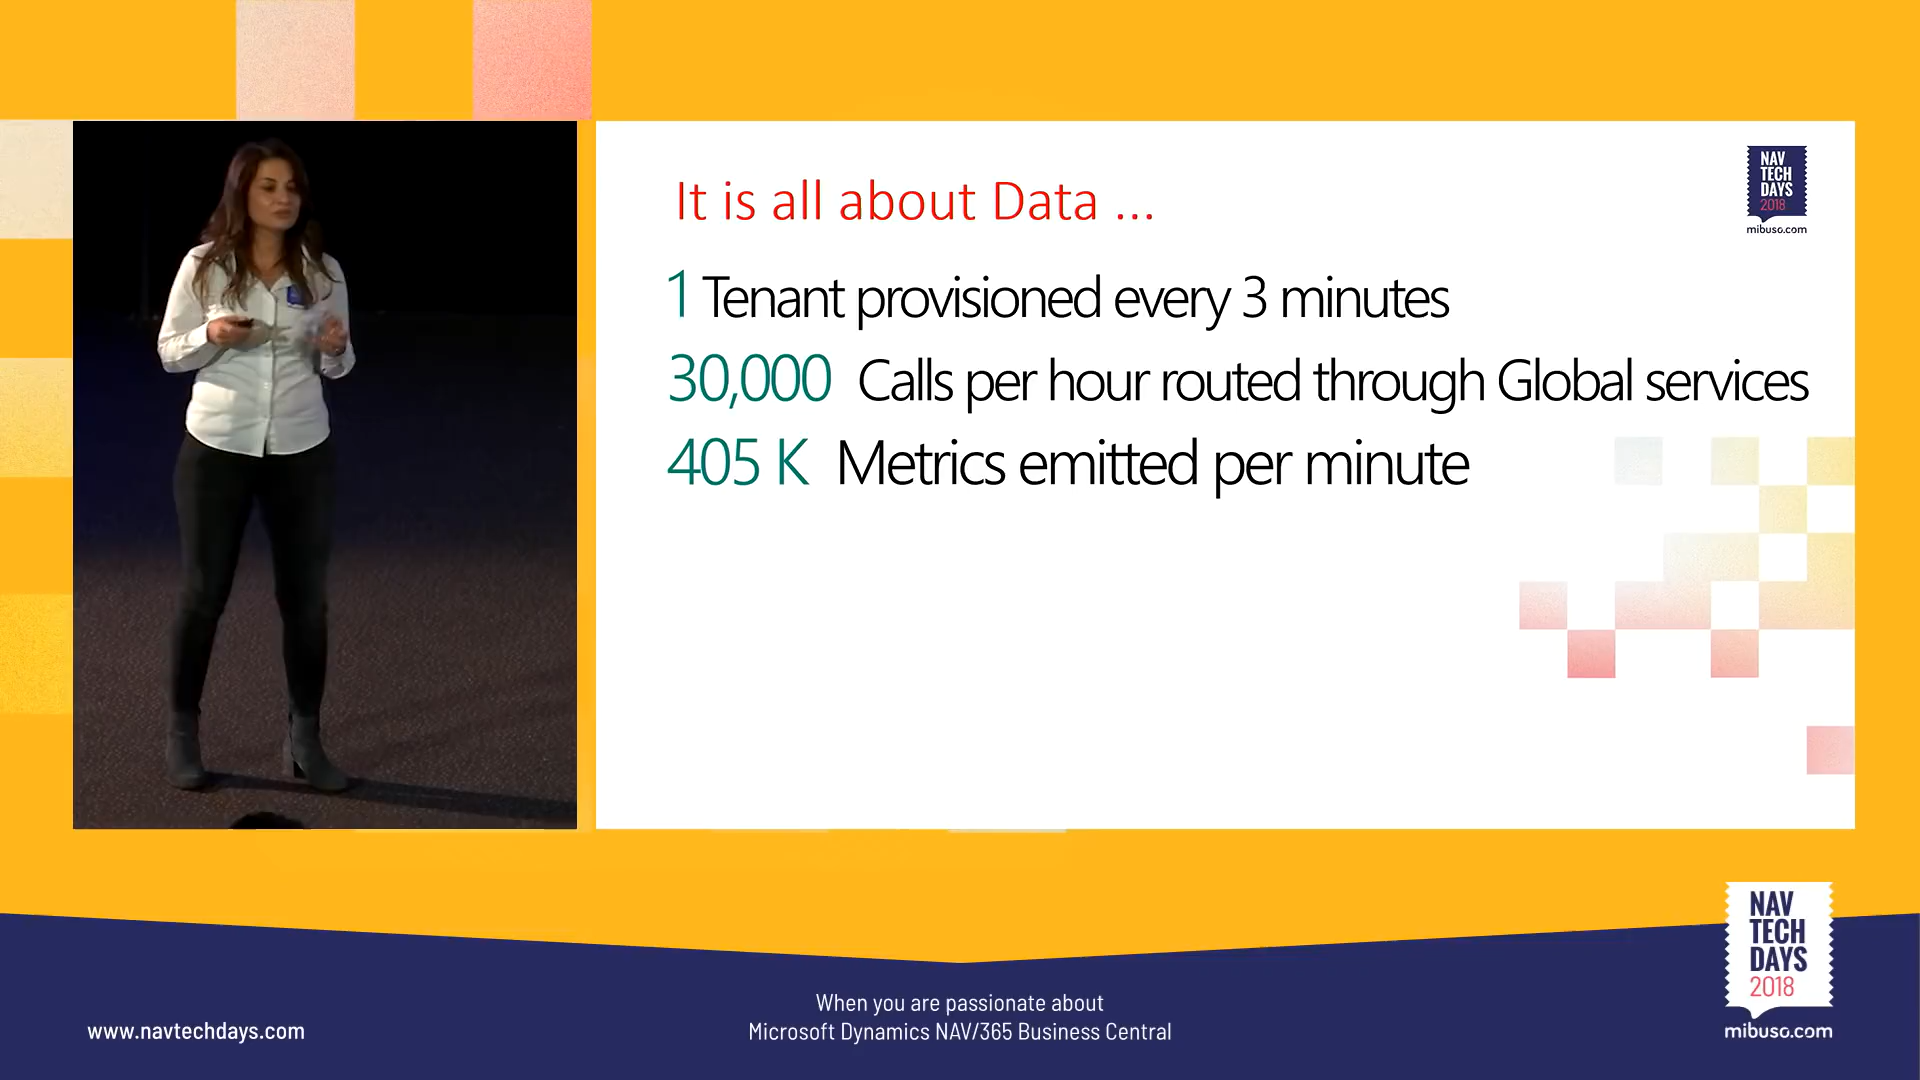 It is all about Data ...
1 Tenant provisioned every 3 minutes
30,000 Calls per hour routed through Global services
405 K Metrics emitted per minute
NAV
TECH
DAYS
2018
mibuso.com
www.navtechdays.com
When you are passionate about
Microsoft Dynamics NAV/365 Business Central
NAV
TECH
DAYS
2018
mibuso.com